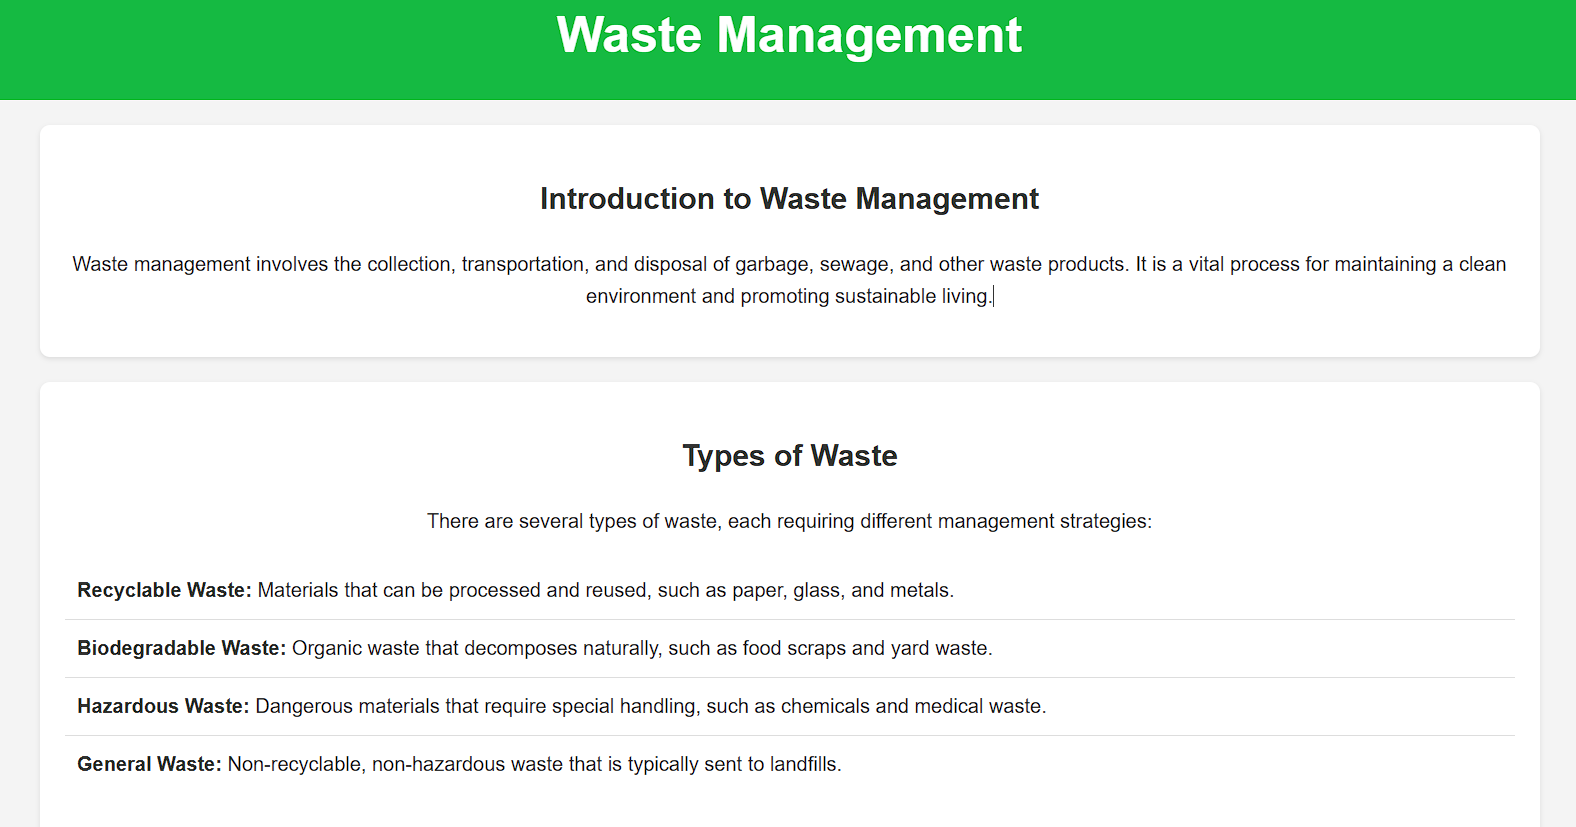 Waste Management
Introduction to Waste Management
Waste management involves the collection, transportation, and disposal of garbage, sewage, and other waste products. It is a vital process for maintaining a clean
environment and promoting sustainable living.
Types of Waste
There are several types of waste, each requiring different management strategies:
Recyclable Waste: Materials that can be processed and reused, such as paper, glass, and metals.
Biodegradable Waste: Organic waste that decomposes naturally, such as food scraps and yard waste.
Hazardous Waste: Dangerous materials that require special handling, such as chemicals and medical waste.
General Waste: Non-recyclable, non-hazardous waste that is typically sent to landfills.